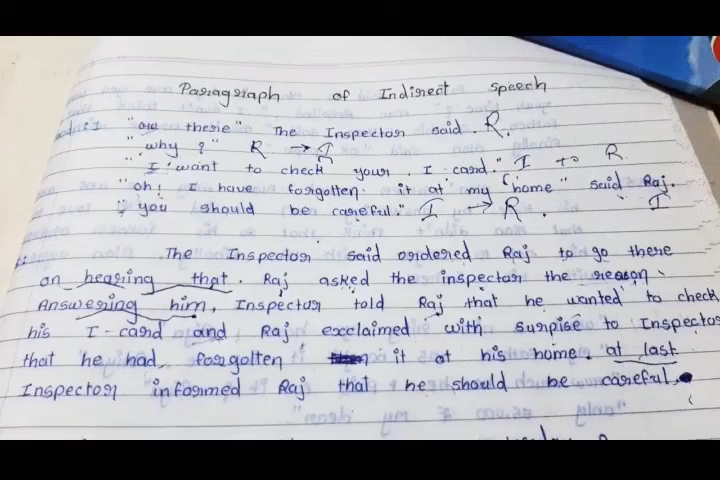 Paragraph of Indirect speech
"are there" The Inspector said. R.
"why ?" R → I
"I want to check your I card." I to R
"oh! I have forgotten it at my home" said Raj.
"you should be careful." I → R. I
The Inspector said ordered Raj to go there
on hearing that. Raj asked the inspector the reason
Answering him, Inspector told Raj that he wanted to check
his I-card and Raj exclaimed with surprise to Inspector
that he had forgotten it at his home. at last
Inspector informed Raj that he should be careful.